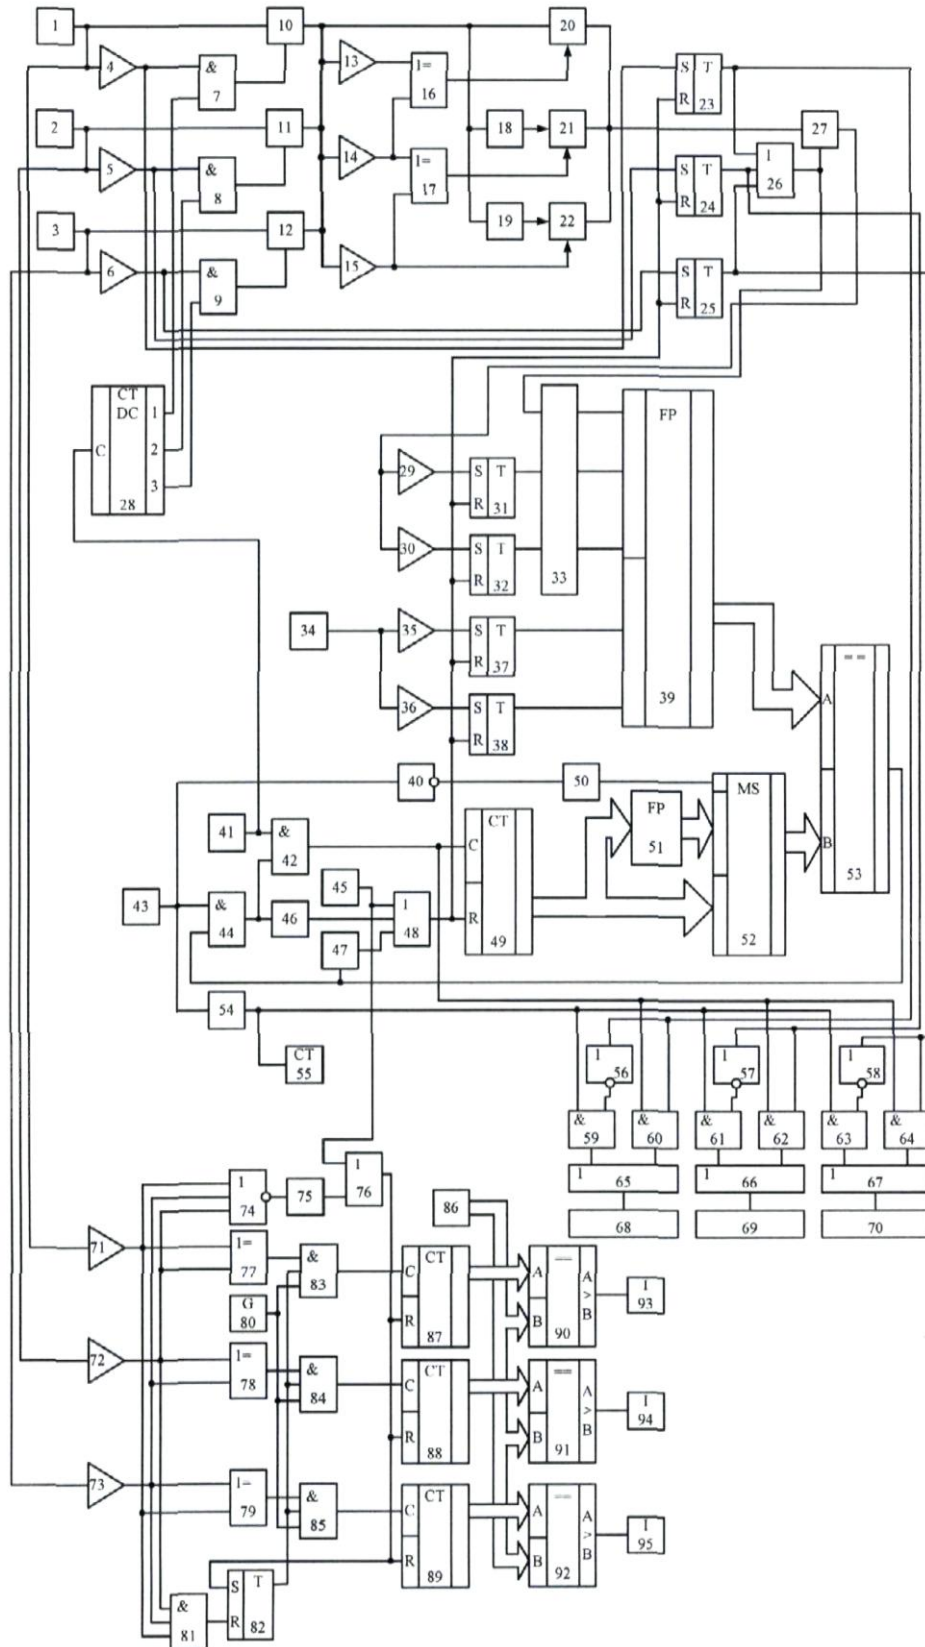 1 10 20
4 & 7 13 1= 16 S T R 23
2 11 18 21 27
5 & 8 14 1= 17 S T R 24 1 26
3 12 19 22
6 & 9 15 S T R 25
CT DC C 1 2 3 28
FP
29 S T R 31
30 S T R 32 33
34 35 S T R 37
36 S T R 38 39
== A B 53
40 50 MS
41 & 42 CT C R 49 FP 51 52
43 & 44 45 46 47 1 48
54
CT 55
1 56 1 57 1 58
& 59 & 60 & 61 & 62 & 63 & 64
1 65 1 66 1 67
68 69 70
1 74 75 1 76 86
71 1= 77 & 83 CT C R 87 A B == A > B 90 1 93
G 80
72 1= 78 & 84 CT C R 88 A B == A > B 91 1 94
73 1= 79 & 85 CT C R 89 A B == A > B 92 1 95
& 81 S T R 82